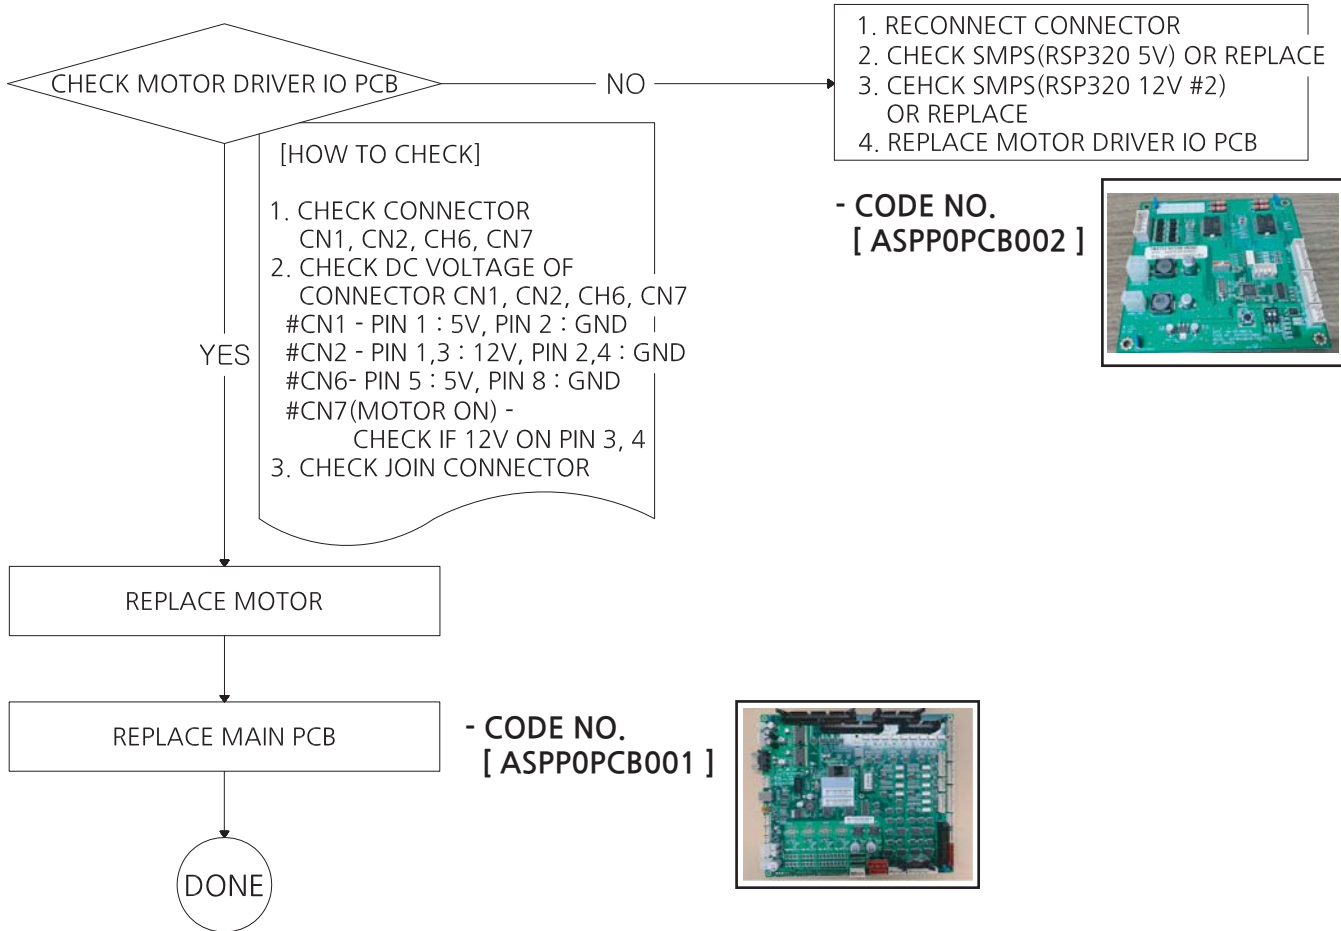 CHECK MOTOR DRIVER IO PCB
NO
1. RECONNECT CONNECTOR
2. CHECK SMPS(RSP320 5V) OR REPLACE
3. CEHCK SMPS(RSP320 12V #2)
OR REPLACE
4. REPLACE MOTOR DRIVER IO PCB
- CODE NO.
[ ASPP0PCB002 ]
[HOW TO CHECK]
1. CHECK CONNECTOR
CN1, CN2, CH6, CN7
2. CHECK DC VOLTAGE OF
CONNECTOR CN1, CN2, CH6, CN7
#CN1 - PIN 1 : 5V, PIN 2 : GND
#CN2 - PIN 1,3 : 12V, PIN 2,4 : GND
#CN6- PIN 5 : 5V, PIN 8 : GND
#CN7(MOTOR ON) -
CHECK IF 12V ON PIN 3, 4
3. CHECK JOIN CONNECTOR
YES
REPLACE MOTOR
REPLACE MAIN PCB
- CODE NO.
[ ASPP0PCB001 ]
DONE